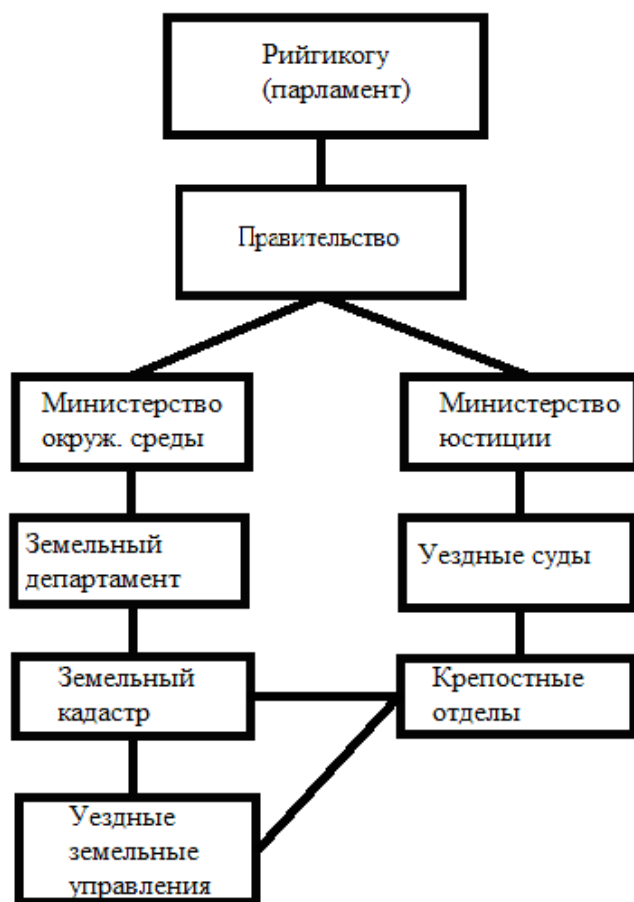 Рийгикогу
(парламент)
Правительство
Министерство
окруж. среды
Министерство
юстиции
Земельный
департамент
Уездные суды
Земельный
кадастр
Крепостные
отделы
Уездные
земельные
управления